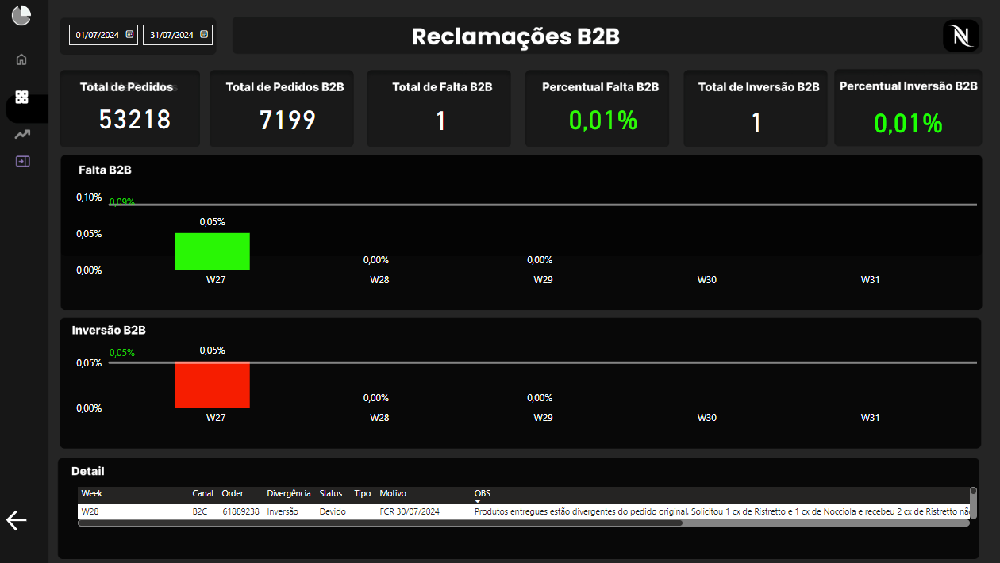 01/07/2024 31/07/2024
Reclamações B2B
N
Total de Pedidos
53218
Total de Pedidos B2B
7199
Total de Falta B2B
1
Percentual Falta B2B
0,01%
Total de Inversão B2B
1
Percentual Inversão B2B
0,01%
Falta B2B
0,10%
0,09%
0,05%
0,05%
0,00%
0,00%
0,00%
W27 W28 W29 W30 W31
Inversão B2B
0,05%
0,05%
0,05%
0,00%
0,00%
0,00%
W27 W28 W29 W30 W31
Detail
Week Canal Order Divergência Status Tipo Motivo OBS
W28 B2C 61889238 Inversão Devido FCR 30/07/2024 Produtos entregues estão divergentes do pedido original. Solicitou 1 cx de Ristretto e 1 cx de Nocciola e recebeu 2 cx de Ristretto nã